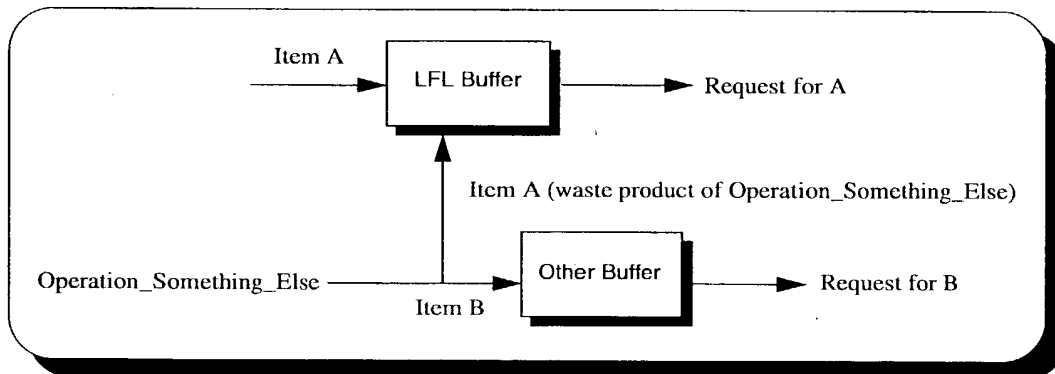 Item A
LFL Buffer
Request for A
Item A (waste product of Operation_Something_Else)
Operation_Something_Else
Item B
Other Buffer
Request for B